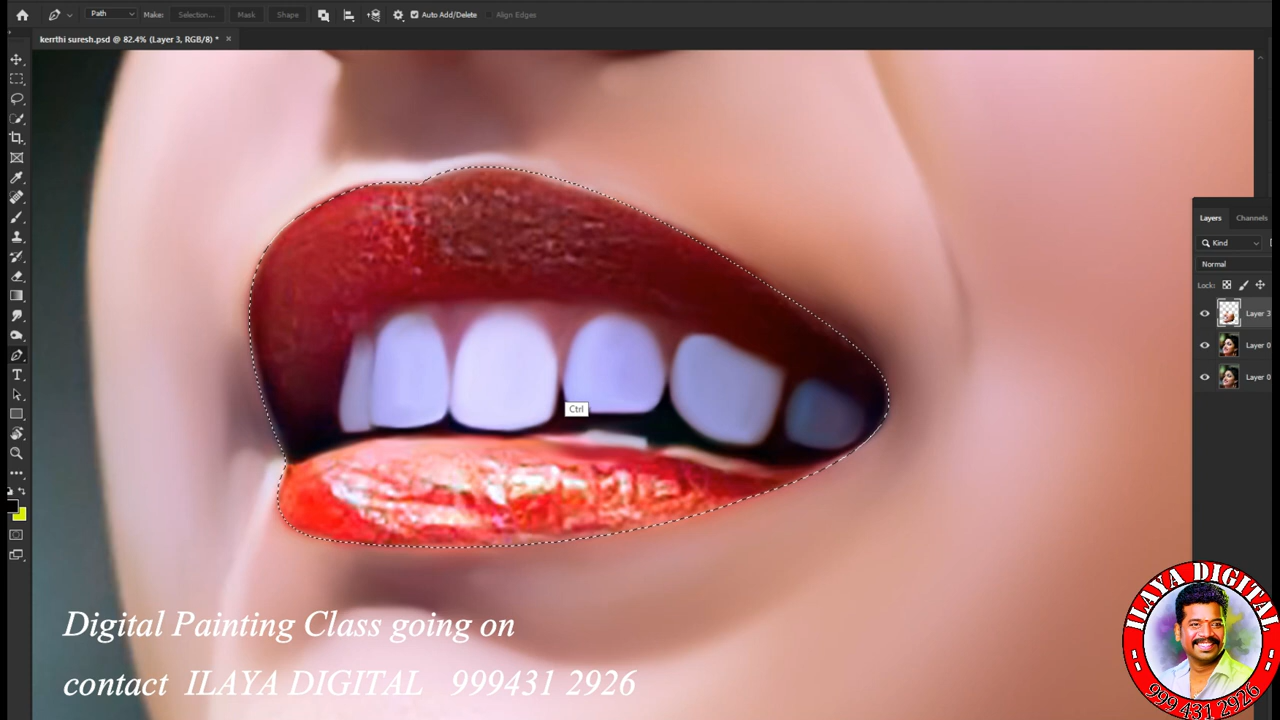 Path
Make:
Selection...
Mask
Shape
Auto Add/Delete
Align Edges
kerrthi suresh.psd @ 82.4% (Layer 3, RGB/8) *
Layers
Channels
Kind
Normal
Lock:
Layer 3
Layer 0
Layer 0
Ctrl
Digital Painting Class going on
contact ILAYA DIGITAL 999431 2926
ILAYA DIGITAL
999 431 2926